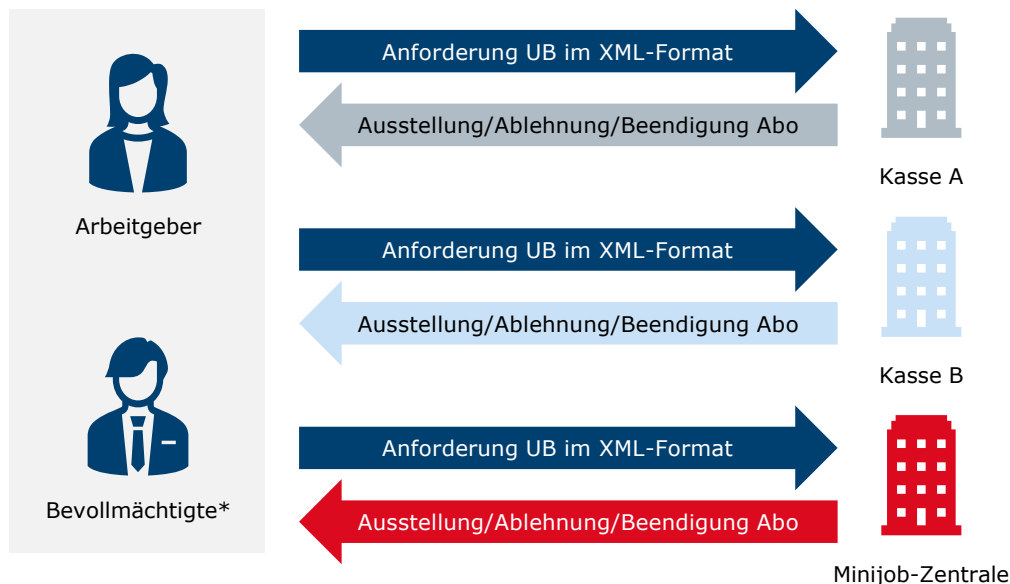 Anforderung UB im XML-Format
Ausstellung/Ablehnung/Beendigung Abo
Kasse A
Arbeitgeber
Anforderung UB im XML-Format
Ausstellung/Ablehnung/Beendigung Abo
Kasse B
Anforderung UB im XML-Format
Bevollmächtigte*
Ausstellung/Ablehnung/Beendigung Abo
Minijob-Zentrale